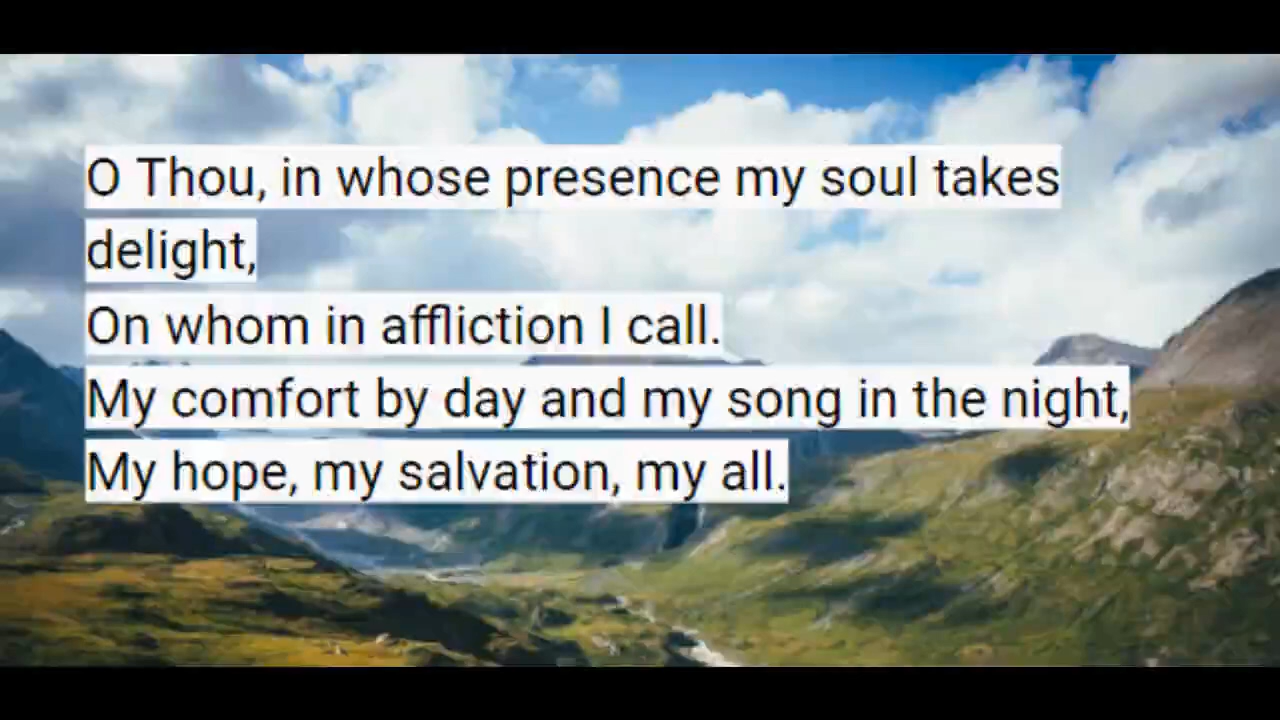 O Thou, in whose presence my soul takes
delight,
On whom in affliction I call.
My comfort by day and my song in the night,
My hope, my salvation, my all.